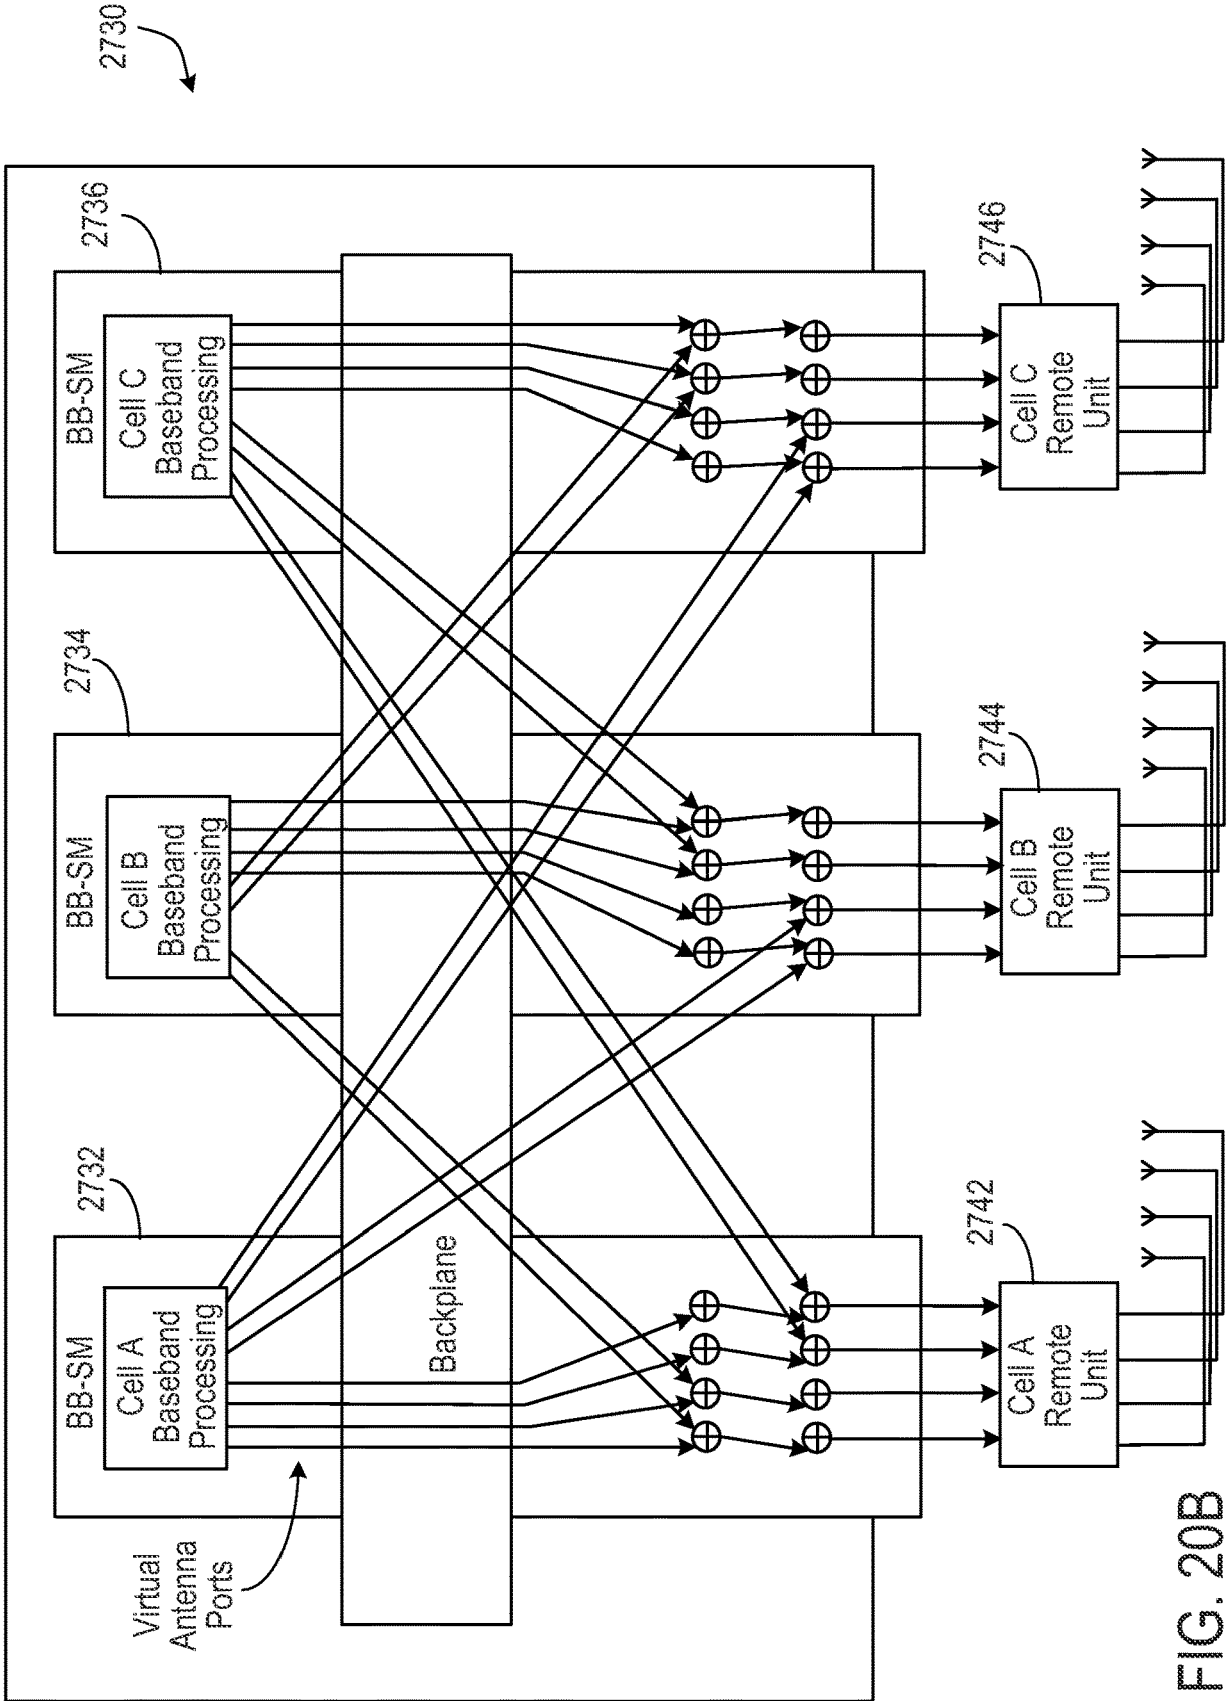 2730
2732
BB-SM
Cell A
Baseband
Processing
2734
BB-SM
Cell B
Baseband
Processing
2736
BB-SM
Cell C
Baseband
Processing
Virtual
Antenna
Ports
Backplane
2742
Cell A
Remote
Unit
2744
Cell B
Remote
Unit
2746
Cell C
Remote
Unit
FIG. 20B